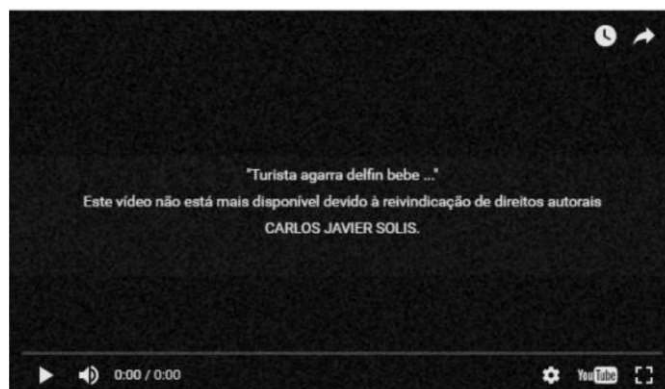 "Turista agarra delfin bebe ..."
Este vídeo não está mais disponível devido à reivindicação de direitos autorais
CARLOS JAVIER SOLIS.
0:00 / 0:00
YouTube